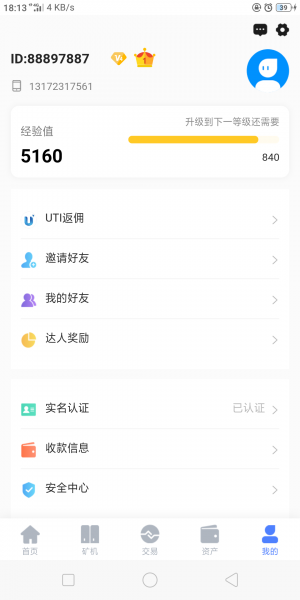 18:13 4G 4 KB/s 39
ID:88897887 V4 1
13172317561
经验值
升级到下一等级还需要
5160
840
UTI返佣
邀请好友
我的好友
达人奖励
实名认证 已认证
收款信息
安全中心
首页 矿机 交易 资产 我的